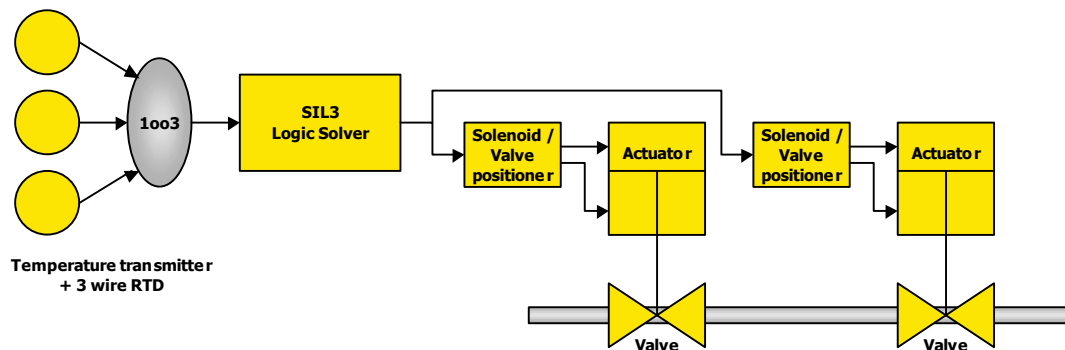 1oo3
SIL3
Logic Solver
Solenoid /
Valve
positioner
Actuator
Solenoid /
Valve
positioner
Actuator
Temperature transmitter
+ 3 wire RTD
Valve
Valve